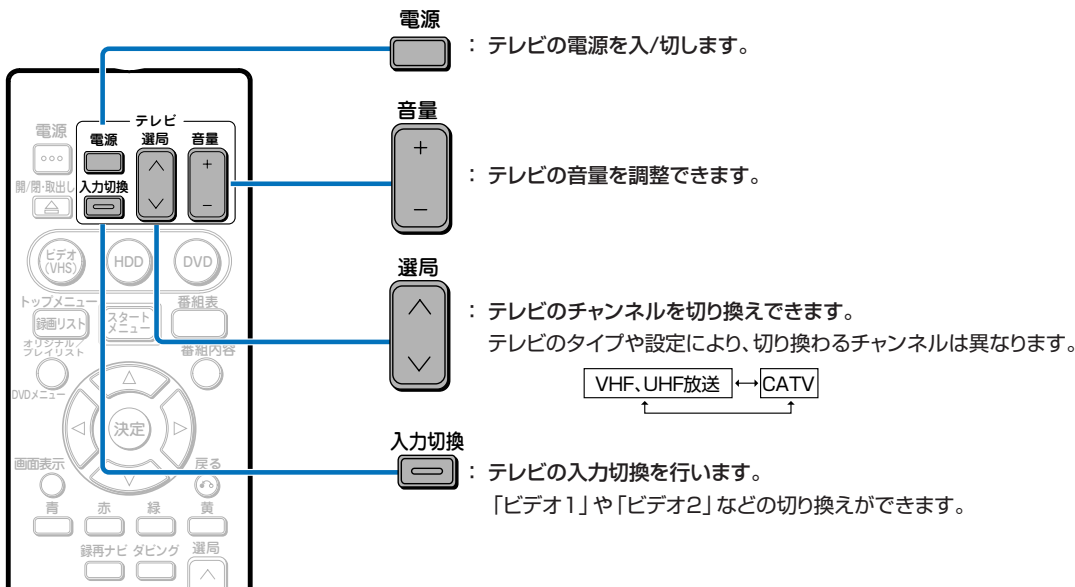 電源
： テレビの電源を入/切します。
音量
+
： テレビの音量を調整できます。
−
選局
： テレビのチャンネルを切り換えできます。
テレビのタイプや設定により、切り換わるチャンネルは異なります。
VHF、UHF放送 ↔ CATV
入力切換
： テレビの入力切換を行います。
「ビデオ1」や「ビデオ2」などの切り換えができます。
テレビ
電源
電源 選局 音量
+
開/閉・取出し 入力切換
−
ビデオ
(VHS)
HDD
DVD
トップメニュー
番組表
録画リスト
スタート
メニュー
オリジナル/
プレイリスト
番組内容
DVDメニュー
決定
画面表示
戻る
青 赤 緑 黄
録再ナビ ダビング 選局